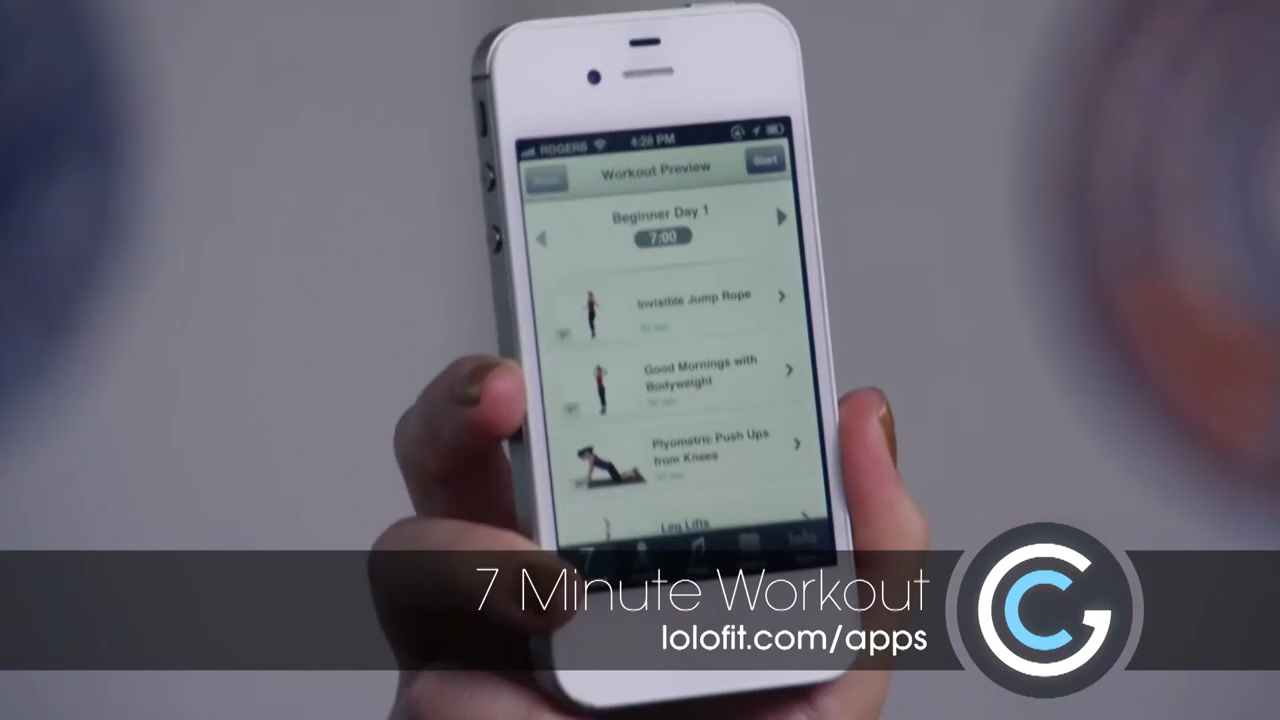 ROGERS 4:28 PM
Workout Preview
Start
Beginner Day 1
7:00
Invisible Jump Rope
Good Mornings with
Bodyweight
Plyometric Push Ups
from Knees
Leg Lifts
7 Minute Workout
lolofit.com/apps
GC